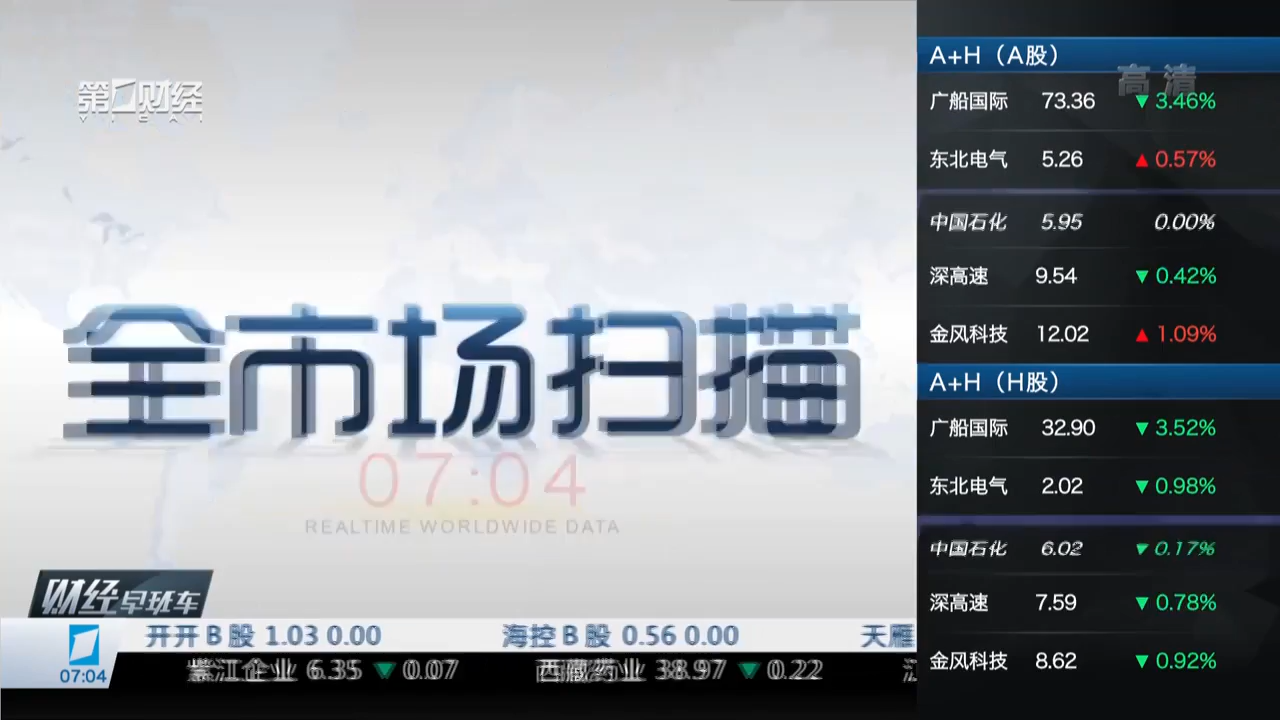 第一财经
YICAI
全市场扫描
07:04
REALTIME WORLDWIDE DATA
财经早班车
07:04
开开B股 1.03 0.00 海控B股 0.56 0.00 天雁
紫江企业 6.35 ▼ 0.07 西藏药业 38.97 ▼ 0.22
高清
A+H（A股）
广船国际 73.36 ▼ 3.46%
东北电气 5.26 ▲ 0.57%
中国石化 5.95 0.00%
深高速 9.54 ▼ 0.42%
金风科技 12.02 ▲ 1.09%
A+H（H股）
广船国际 32.90 ▼ 3.52%
东北电气 2.02 ▼ 0.98%
中国石化 6.02 ▼ 0.17%
深高速 7.59 ▼ 0.78%
金风科技 8.62 ▼ 0.92%